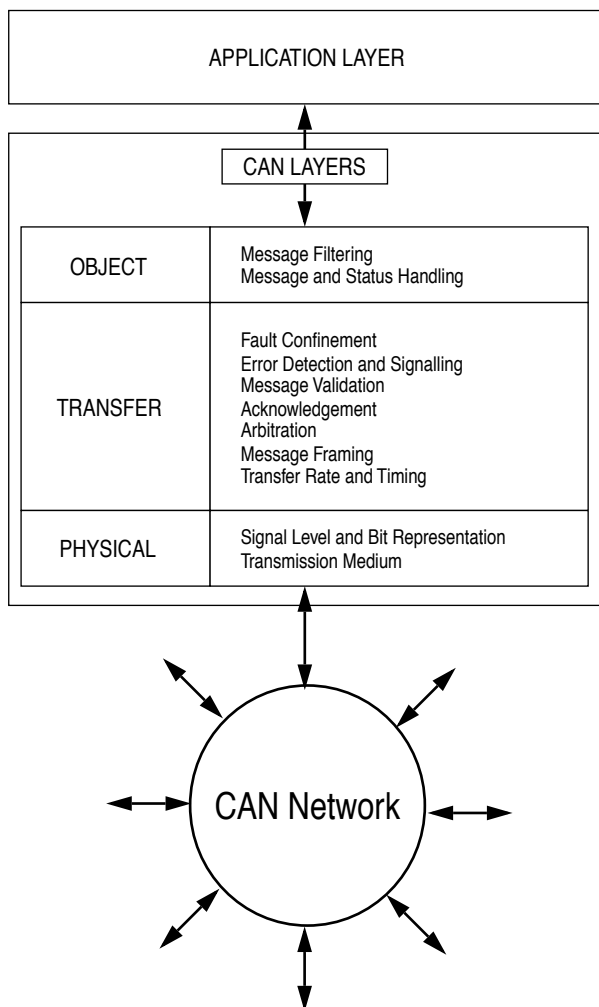 APPLICATION LAYER
CAN LAYERS
OBJECT
Message Filtering
Message and Status Handling
TRANSFER
Fault Confinement
Error Detection and Signalling
Message Validation
Acknowledgement
Arbitration
Message Framing
Transfer Rate and Timing
PHYSICAL
Signal Level and Bit Representation
Transmission Medium
CAN Network